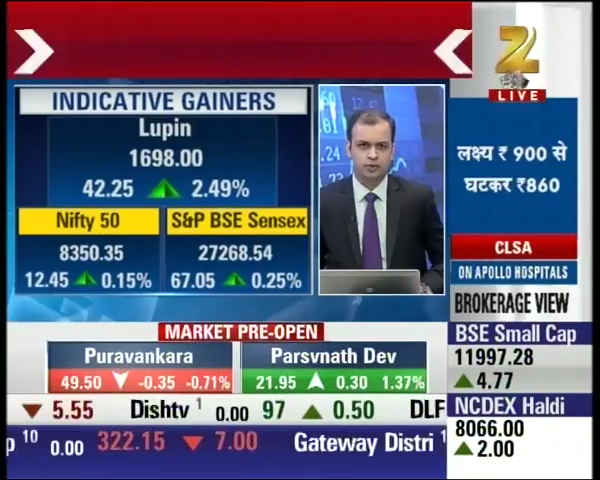 Z
LIVE
INDICATIVE GAINERS
Lupin
1698.00
42.25 2.49%
Nifty 50
8350.35
12.45 0.15%
S&P BSE Sensex
27268.54
67.05 0.25%
लक्ष्य ₹ 900 से
घटकर ₹860
CLSA
ON APOLLO HOSPITALS
BROKERAGE VIEW
MARKET PRE-OPEN
Puravankara
49.50 -0.35 -0.71%
Parsvnath Dev
21.95 0.30 1.37%
BSE Small Cap
11997.28
4.77
NCDEX Haldi
8066.00
2.00
5.55 Dishtv 1 0.00 97 0.50 DLF
p 10 0.00 322.15 7.00 Gateway Distri 1